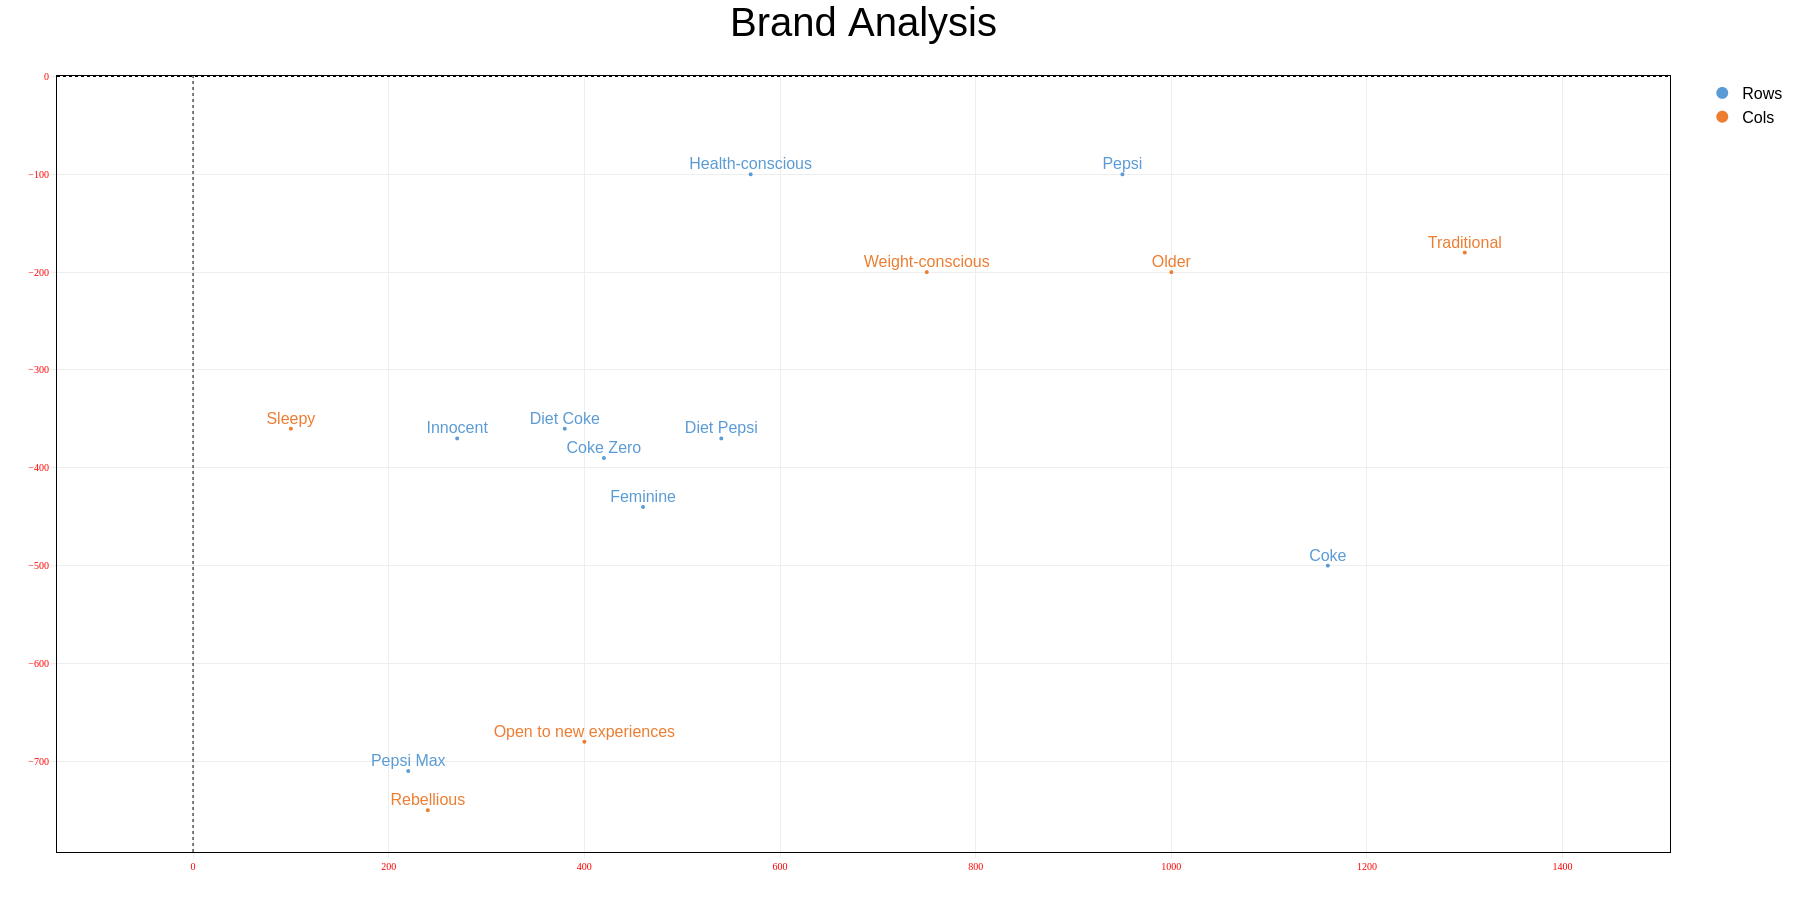 Brand Analysis
Rows
Cols
0
−100
−200
−300
−400
−500
−600
−700
Health-conscious
Pepsi
Traditional
Weight-conscious
Older
Sleepy
Innocent
Diet Coke
Diet Pepsi
Coke Zero
Feminine
Coke
Open to new experiences
Pepsi Max
Rebellious
0
200
400
600
800
1000
1200
1400